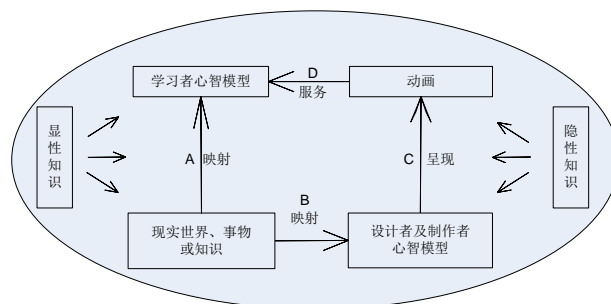 学习者心智模型
D
服务
动画
显性知识
隐性知识
A 映射
C 呈现
B
映射
现实世界、事物
或知识
设计者及制作者
心智模型